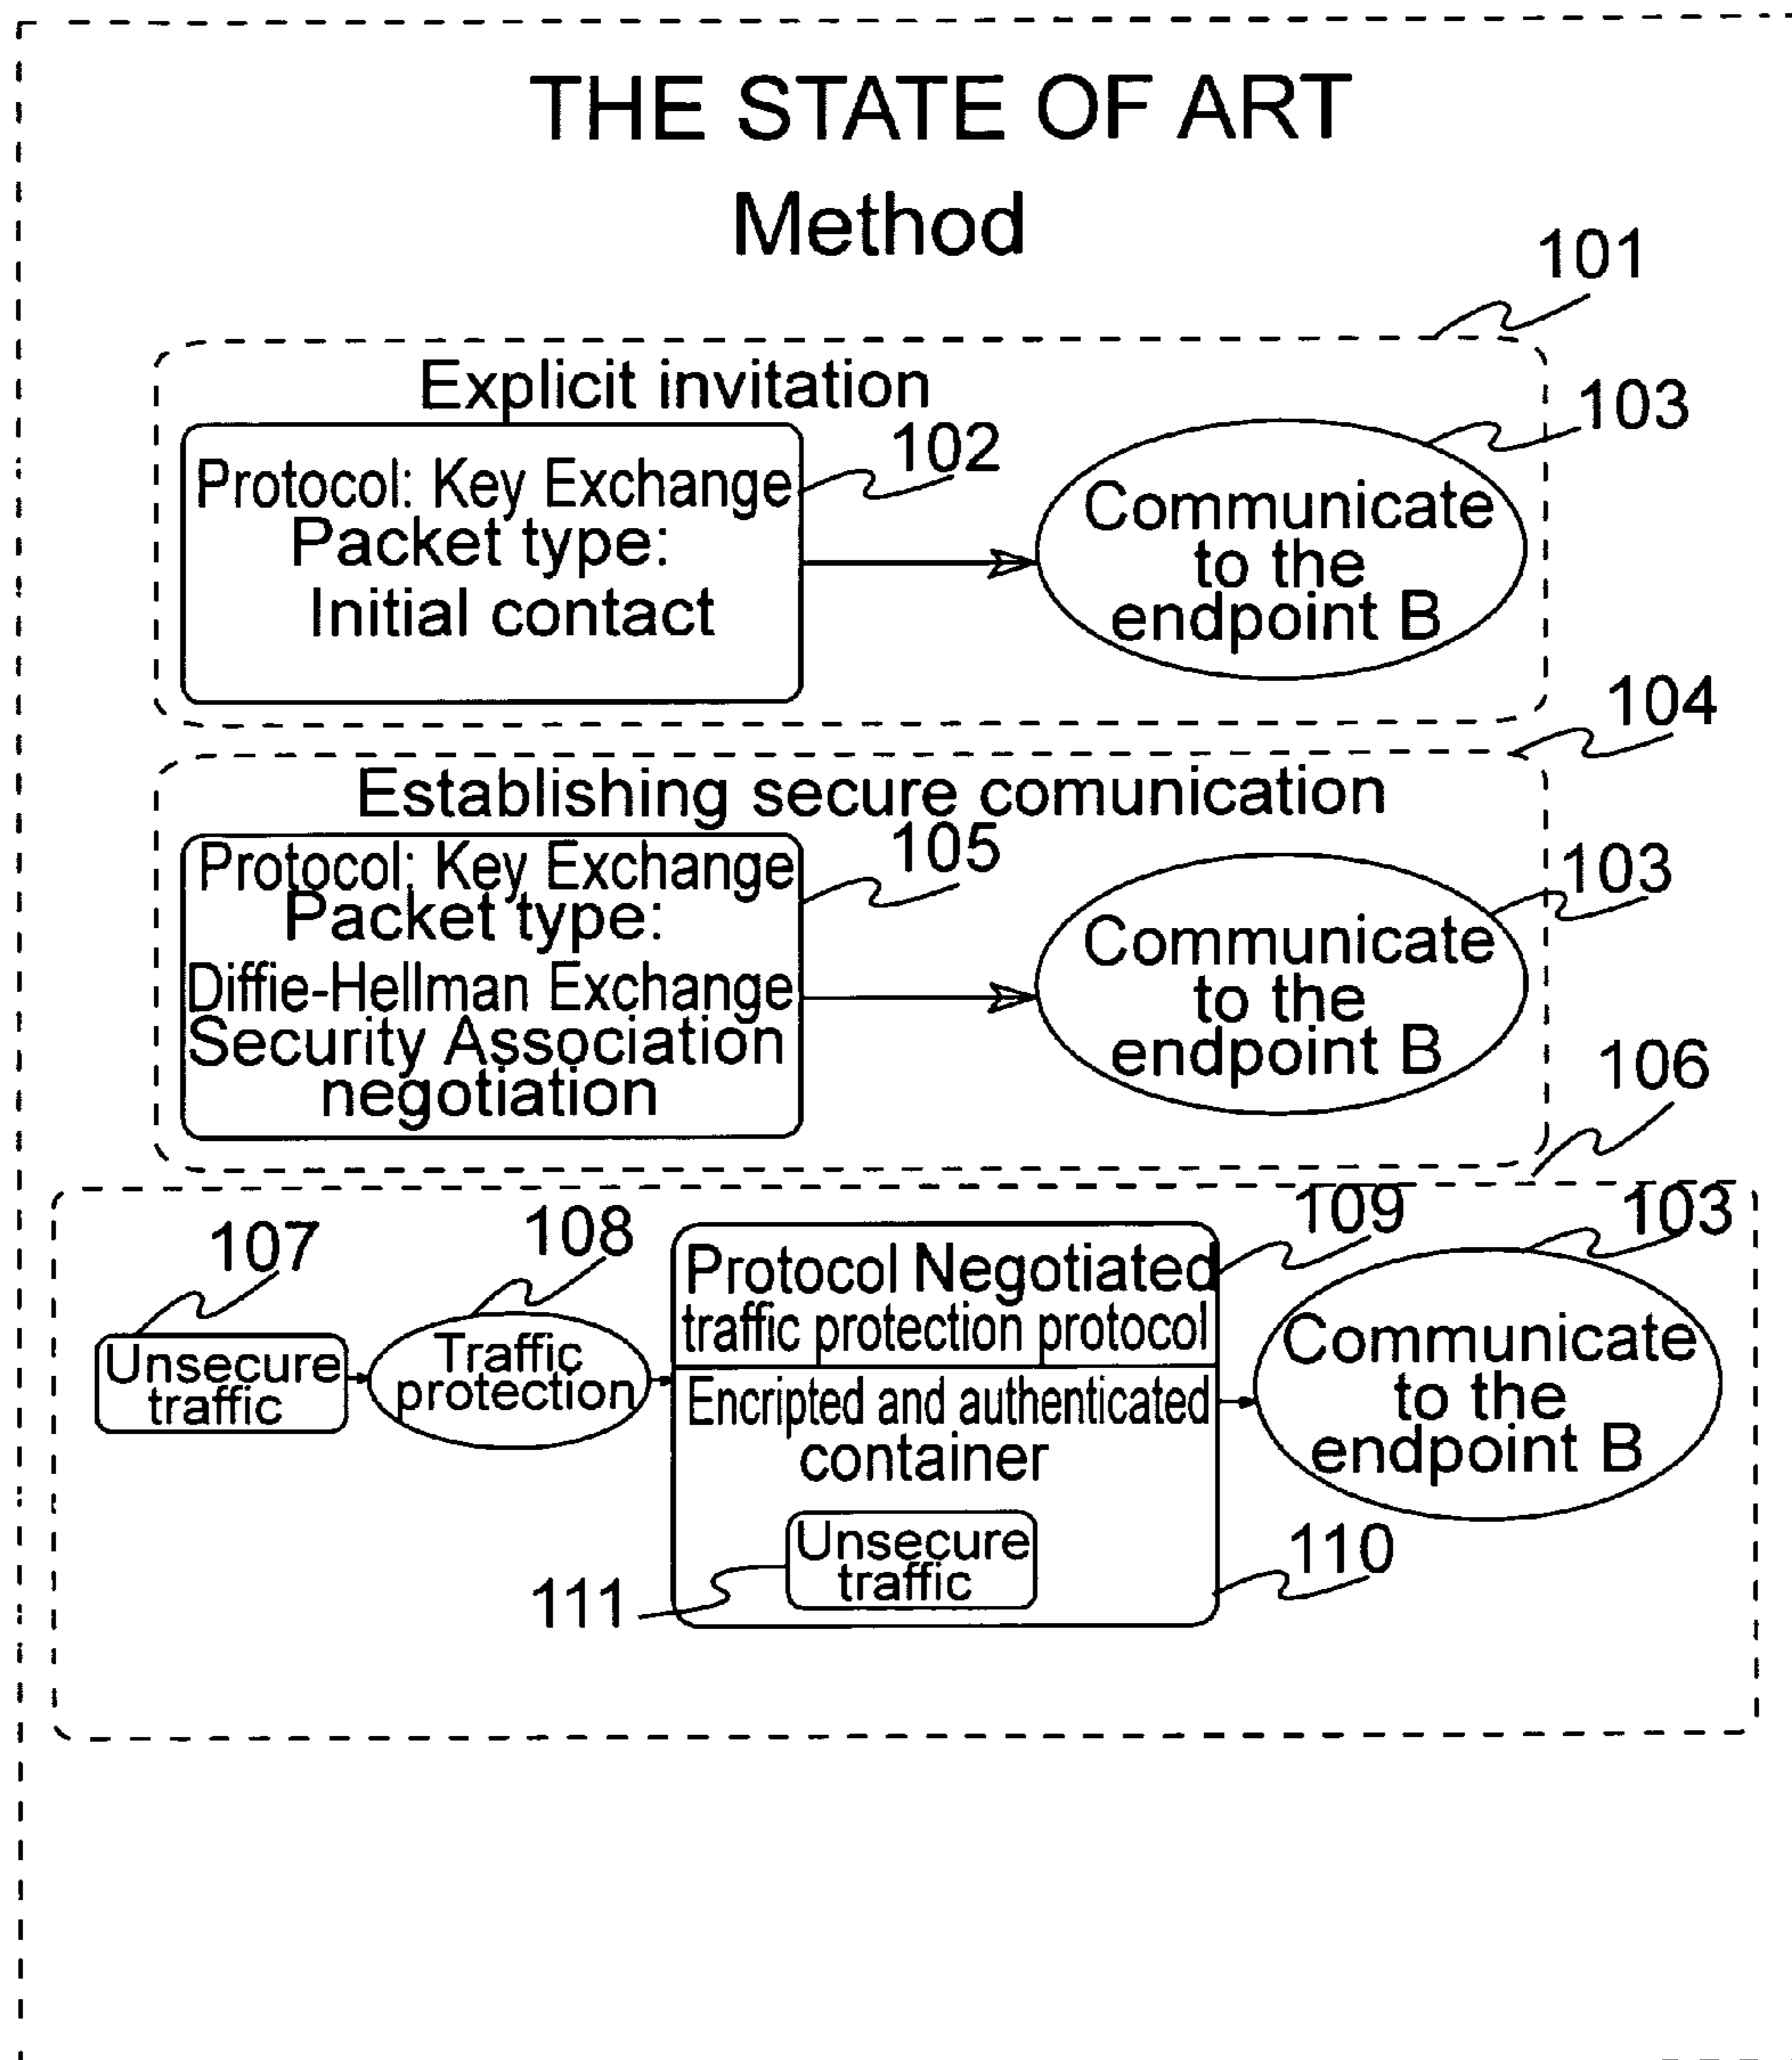 THE STATE OF ART
Method
101
Explicit invitation
103
102
Protocol: Key Exchange
Packet type:
Initial contact
Communicate
to the
endpoint B
104
Establishing secure comunication
105
103
Protocol: Key Exchange
Packet type:
Diffie-Hellman Exchange
Security Association
negotiation
Communicate
to the
endpoint B
106
107
108
109
103
Unsecure
traffic
Traffic
protection
Protocol Negotiated
traffic protection protocol
Encripted and authenticated
container
Unsecure
traffic
Communicate
to the
endpoint B
110
111